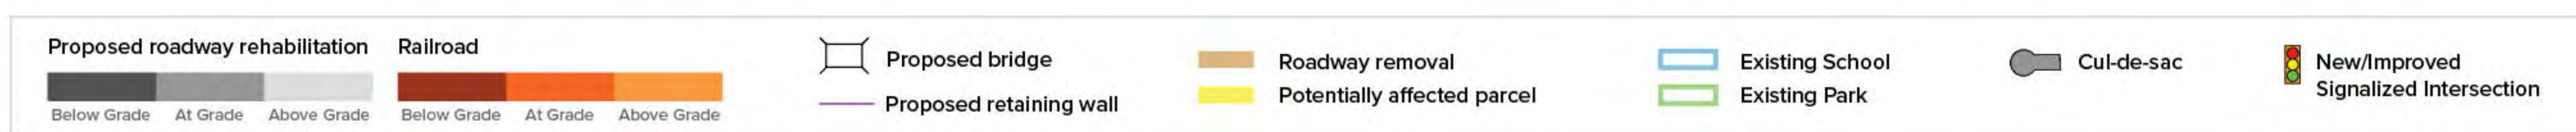 Proposed roadway rehabilitation
Below Grade At Grade Above Grade
Railroad
Below Grade At Grade Above Grade
Proposed bridge
Proposed retaining wall
Roadway removal
Potentially affected parcel
Existing School
Existing Park
Cul-de-sac
New/Improved
Signalized Intersection